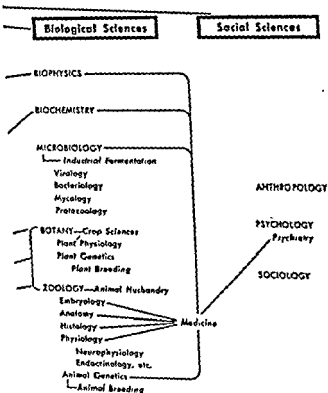 Biological Sciences
Social Sciences
BIOPHYSICS
BIOCHEMISTRY
MICROBIOLOGY
Industrial Fermentation
Virology
Bacteriology
Mycology
Protozoology
BOTANY—Crop Sciences
Plant Physiology
Plant Genetics
Plant Breeding
ZOOLOGY—Animal Husbandry
Embryology
Anatomy
Histology
Physiology
Neurophysiology
Endocrinology, etc.
Animal Genetics
Animal Breeding
Medicine
ANTHROPOLOGY
PSYCHOLOGY
Psychiatry
SOCIOLOGY